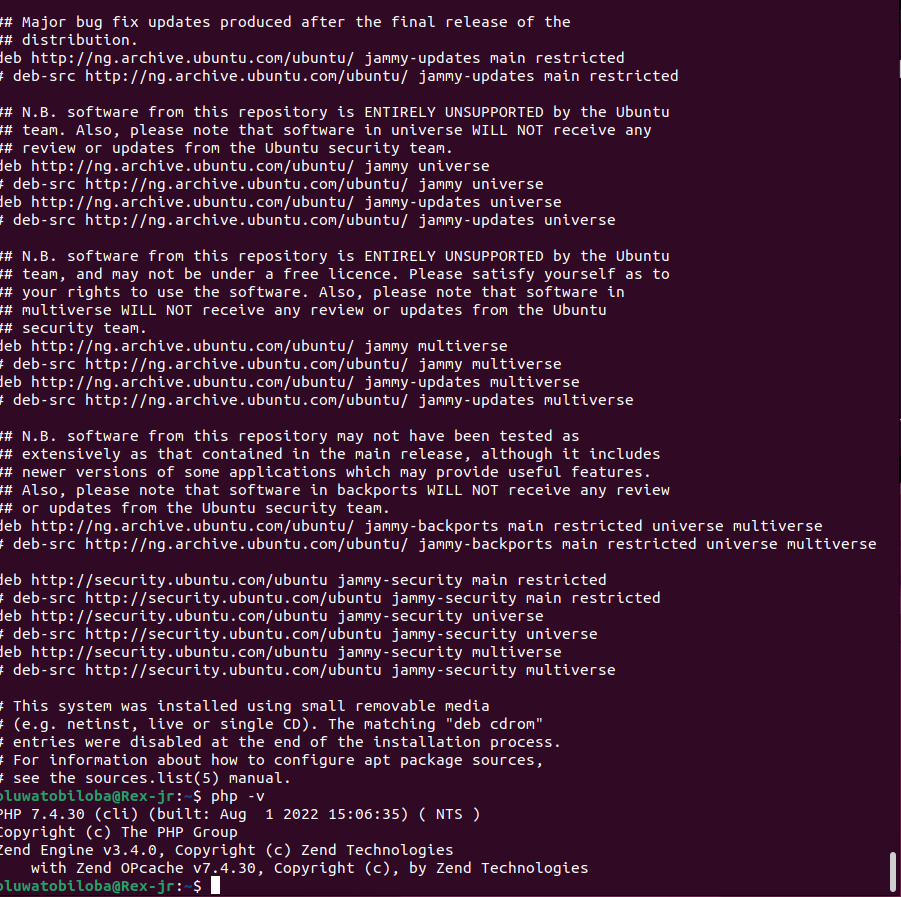 ## Major bug fix updates produced after the final release of the
## distribution.
deb http://ng.archive.ubuntu.com/ubuntu/ jammy-updates main restricted
# deb-src http://ng.archive.ubuntu.com/ubuntu/ jammy-updates main restricted
## N.B. software from this repository is ENTIRELY UNSUPPORTED by the Ubuntu
## team. Also, please note that software in universe WILL NOT receive any
## review or updates from the Ubuntu security team.
deb http://ng.archive.ubuntu.com/ubuntu/ jammy universe
# deb-src http://ng.archive.ubuntu.com/ubuntu/ jammy universe
deb http://ng.archive.ubuntu.com/ubuntu/ jammy-updates universe
# deb-src http://ng.archive.ubuntu.com/ubuntu/ jammy-updates universe
## N.B. software from this repository is ENTIRELY UNSUPPORTED by the Ubuntu
## team, and may not be under a free licence. Please satisfy yourself as to
## your rights to use the software. Also, please note that software in
## multiverse WILL NOT receive any review or updates from the Ubuntu
## security team.
deb http://ng.archive.ubuntu.com/ubuntu/ jammy multiverse
# deb-src http://ng.archive.ubuntu.com/ubuntu/ jammy multiverse
deb http://ng.archive.ubuntu.com/ubuntu/ jammy-updates multiverse
# deb-src http://ng.archive.ubuntu.com/ubuntu/ jammy-updates multiverse
## N.B. software from this repository may not have been tested as
## extensively as that contained in the main release, although it includes
## newer versions of some applications which may provide useful features.
## Also, please note that software in backports WILL NOT receive any review
## or updates from the Ubuntu security team.
deb http://ng.archive.ubuntu.com/ubuntu/ jammy-backports main restricted universe multiverse
# deb-src http://ng.archive.ubuntu.com/ubuntu/ jammy-backports main restricted universe multiverse
deb http://security.ubuntu.com/ubuntu jammy-security main restricted
# deb-src http://security.ubuntu.com/ubuntu jammy-security main restricted
deb http://security.ubuntu.com/ubuntu jammy-security universe
# deb-src http://security.ubuntu.com/ubuntu jammy-security universe
deb http://security.ubuntu.com/ubuntu jammy-security multiverse
# deb-src http://security.ubuntu.com/ubuntu jammy-security multiverse
# This system was installed using small removable media
# (e.g. netinst, live or single CD). The matching "deb cdrom"
# entries were disabled at the end of the installation process.
# For information about how to configure apt package sources,
# see the sources.list(5) manual.
oluwatobiloba@Rex-jr:~$ php -v
PHP 7.4.30 (cli) (built: Aug  1 2022 15:06:35) ( NTS )
Copyright (c) The PHP Group
Zend Engine v3.4.0, Copyright (c) Zend Technologies
    with Zend OPcache v7.4.30, Copyright (c), by Zend Technologies
oluwatobiloba@Rex-jr:~$